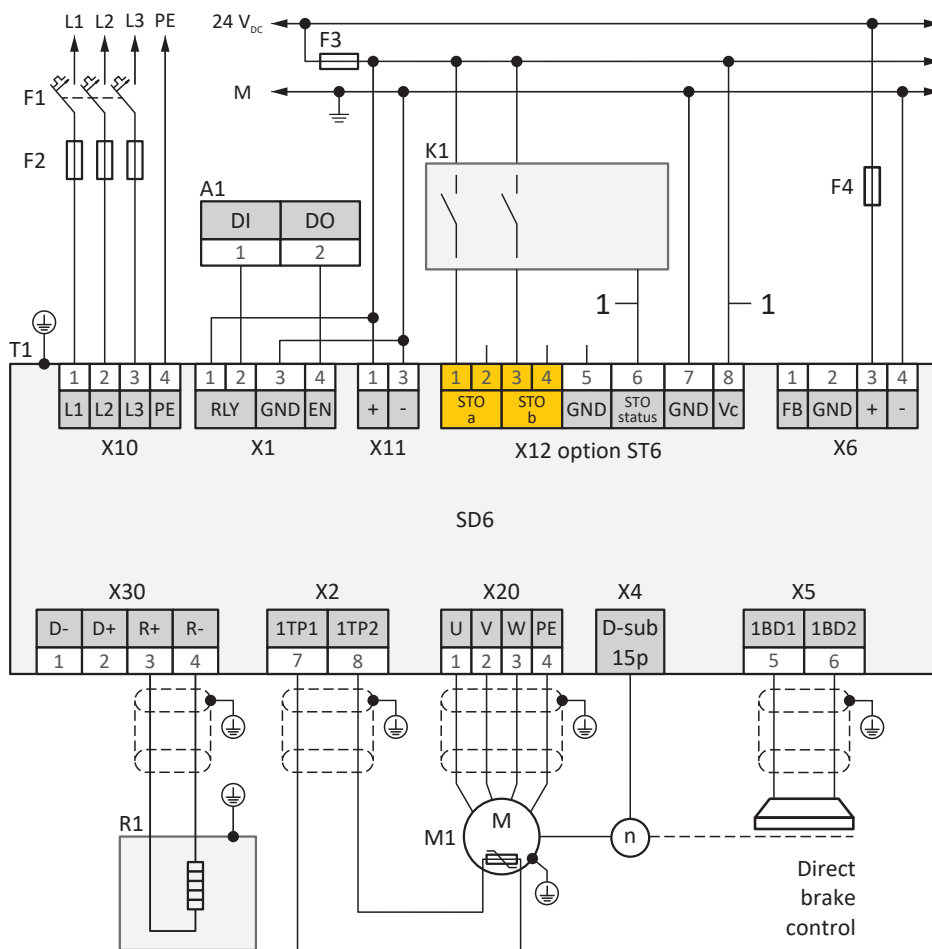 L1 L2 L3 PE
24 V DC
F3
F1
M
F2
K1
A1
F4
DI DO
1 2
1 1
T1
1 2 3 4
L1 L2 L3 PE
X10
1 2 3 4
RLY GND EN
X1
1 3
+ -
X11
1 2 3 4 5 6 7 8
STO a
STO b
GND
STO status
GND Vc
X12 option ST6
1 2 3 4
FB GND + -
X6
SD6
X30
D- D+ R+ R-
1 2 3 4
X2
1TP1 1TP2
7 8
X20
U V W PE
1 2 3 4
X4
D-sub
15p
X5
1BD1 1BD2
5 6
R1
M1
M
n
Direct
brake
control